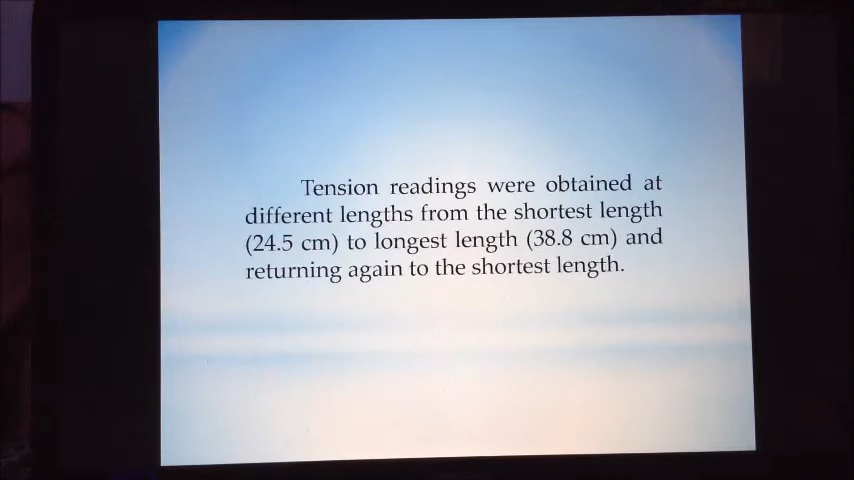 Tension readings were obtained at
different lengths from the shortest length
(24.5 cm) to longest length (38.8 cm) and
returning again to the shortest length.